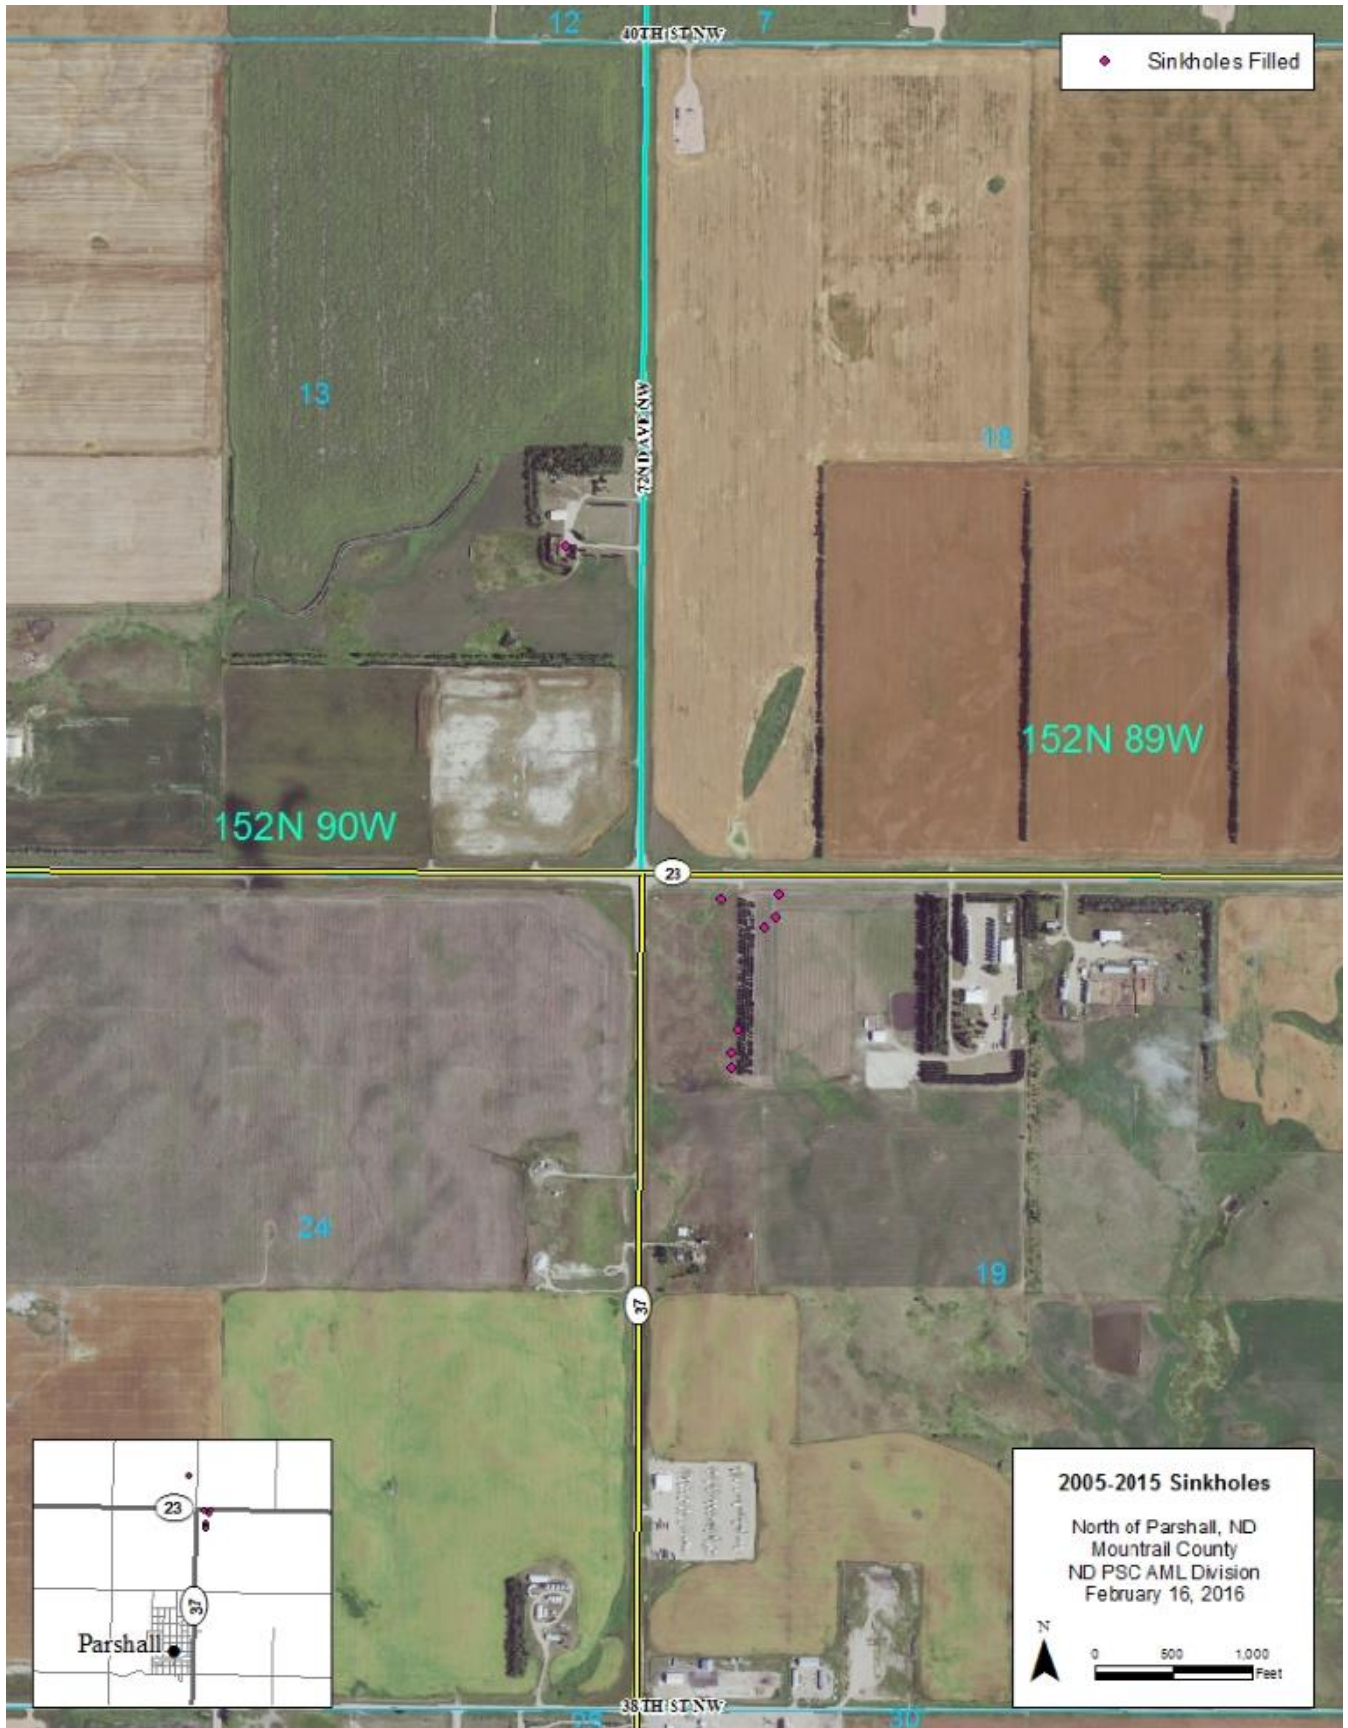 12
7
40TH ST NW
Sinkholes Filled
13
72ND AVE NW
18
152N 89W
152N 90W
23
24
19
37
23
37
Parshall
2005-2015 Sinkholes
North of Parshall, ND
Mountrail County
ND PSC AML Division
February 16, 2016
N
0 500 1,000
Feet
38TH ST NW
30